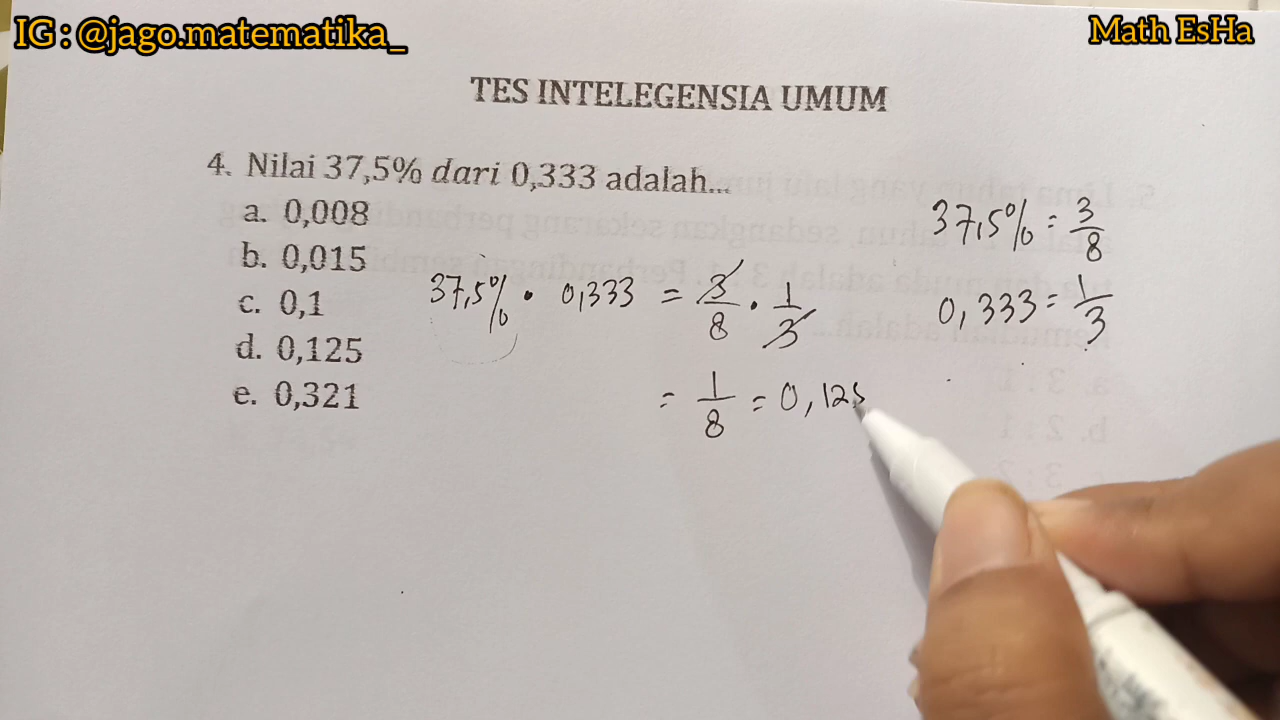 IG : @jago.matematika_
Math EsHa
TES INTELEGENSIA UMUM
4. Nilai 37,5% dari 0,333 adalah...
a. 0,008
b. 0,015
c. 0,1
d. 0,125
e. 0,321
37,5% · 0,333 = 3/8 · 1/3
= 1/8 = 0,125
37,5% = 3/8
0,333 = 1/3